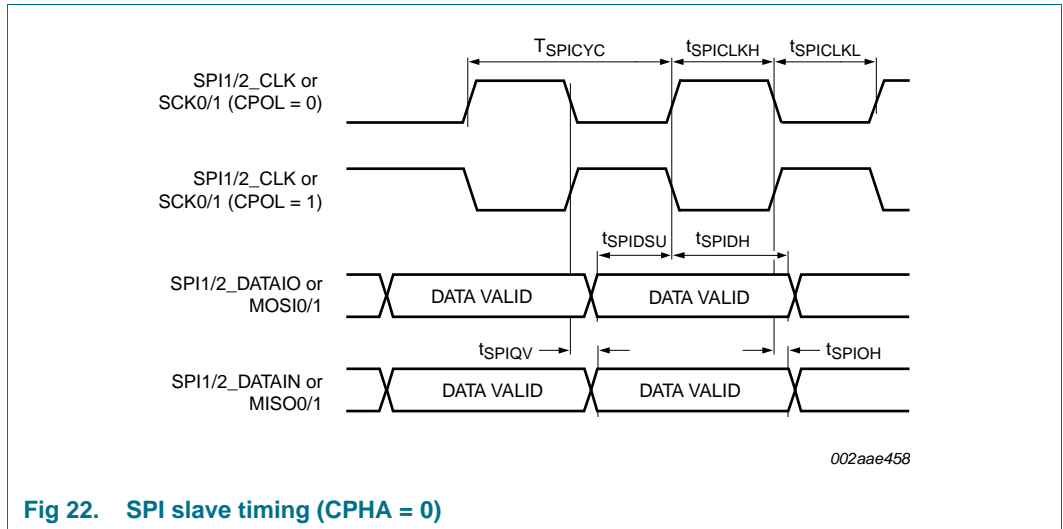 TSPICYC tSPICLKH tSPICLKL
SPI1/2_CLK or
SCK0/1 (CPOL = 0)
SPI1/2_CLK or
SCK0/1 (CPOL = 1)
tSPIDSU tSPIDH
SPI1/2_DATAIO or
MOSI0/1
DATA VALID DATA VALID
tSPIQV tSPIOH
SPI1/2_DATAIN or
MISO0/1
DATA VALID DATA VALID
002aae458
Fig 22. SPI slave timing (CPHA = 0)